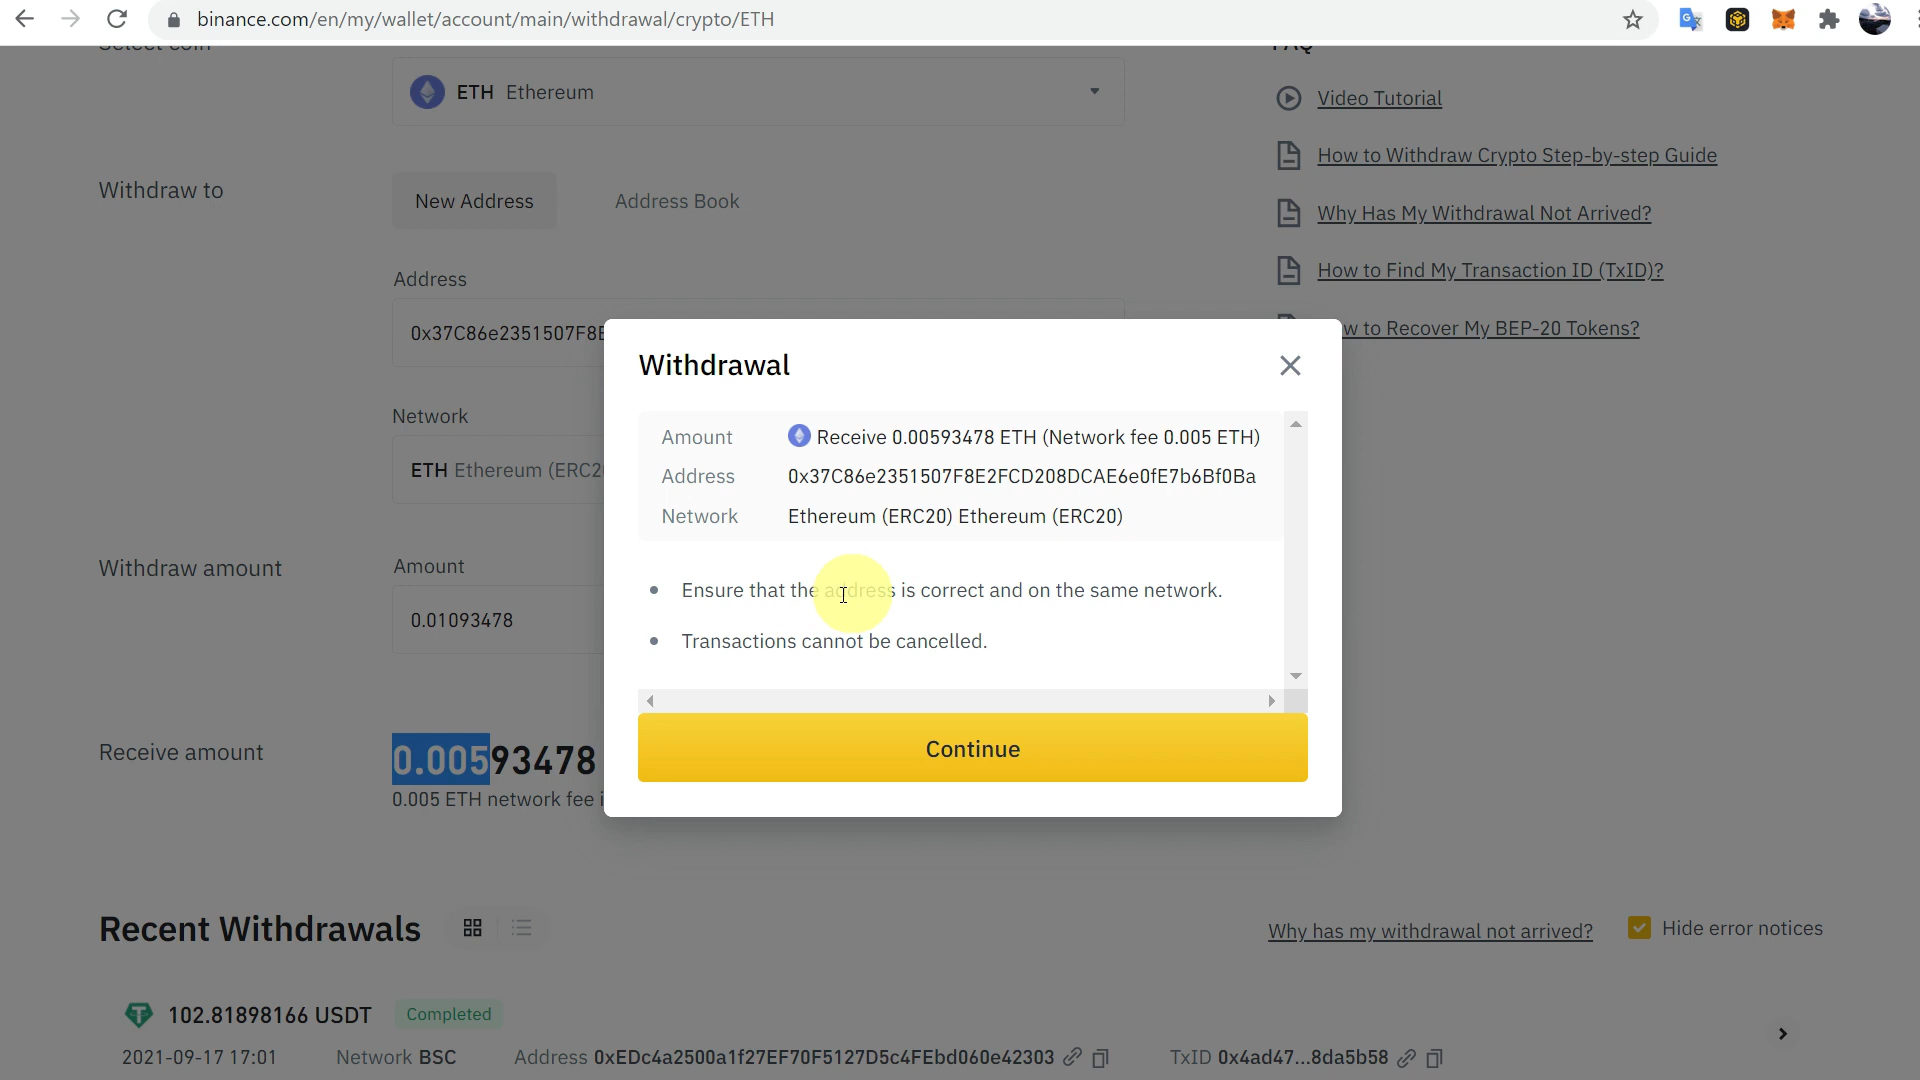 binance.com/en/my/wallet/account/main/withdrawal/crypto/ETH
Select coin
FAQ
ETH Ethereum
Video Tutorial
How to Withdraw Crypto Step-by-step Guide
Withdraw to
New Address
Address Book
Why Has My Withdrawal Not Arrived?
Address
How to Find My Transaction ID (TxID)?
0x37C86e2351507F8E
w to Recover My BEP-20 Tokens?
Withdrawal
Network
Amount Receive 0.00593478 ETH (Network fee 0.005 ETH)
ETH Ethereum (ERC20
Address 0x37C86e2351507F8E2FCD208DCAE6e0fE7b6Bf0Ba
Network Ethereum (ERC20) Ethereum (ERC20)
Withdraw amount
Amount
Ensure that the address is correct and on the same network.
0.01093478
Transactions cannot be cancelled.
Receive amount
0.00593478
Continue
0.005 ETH network fee i
Recent Withdrawals
Why has my withdrawal not arrived?
Hide error notices
102.81898166 USDT Completed
2021-09-17 17:01 Network BSC Address 0xEDc4a2500a1f27EF70F5127D5c4FEbd060e42303 TxID 0x4ad47...8da5b58